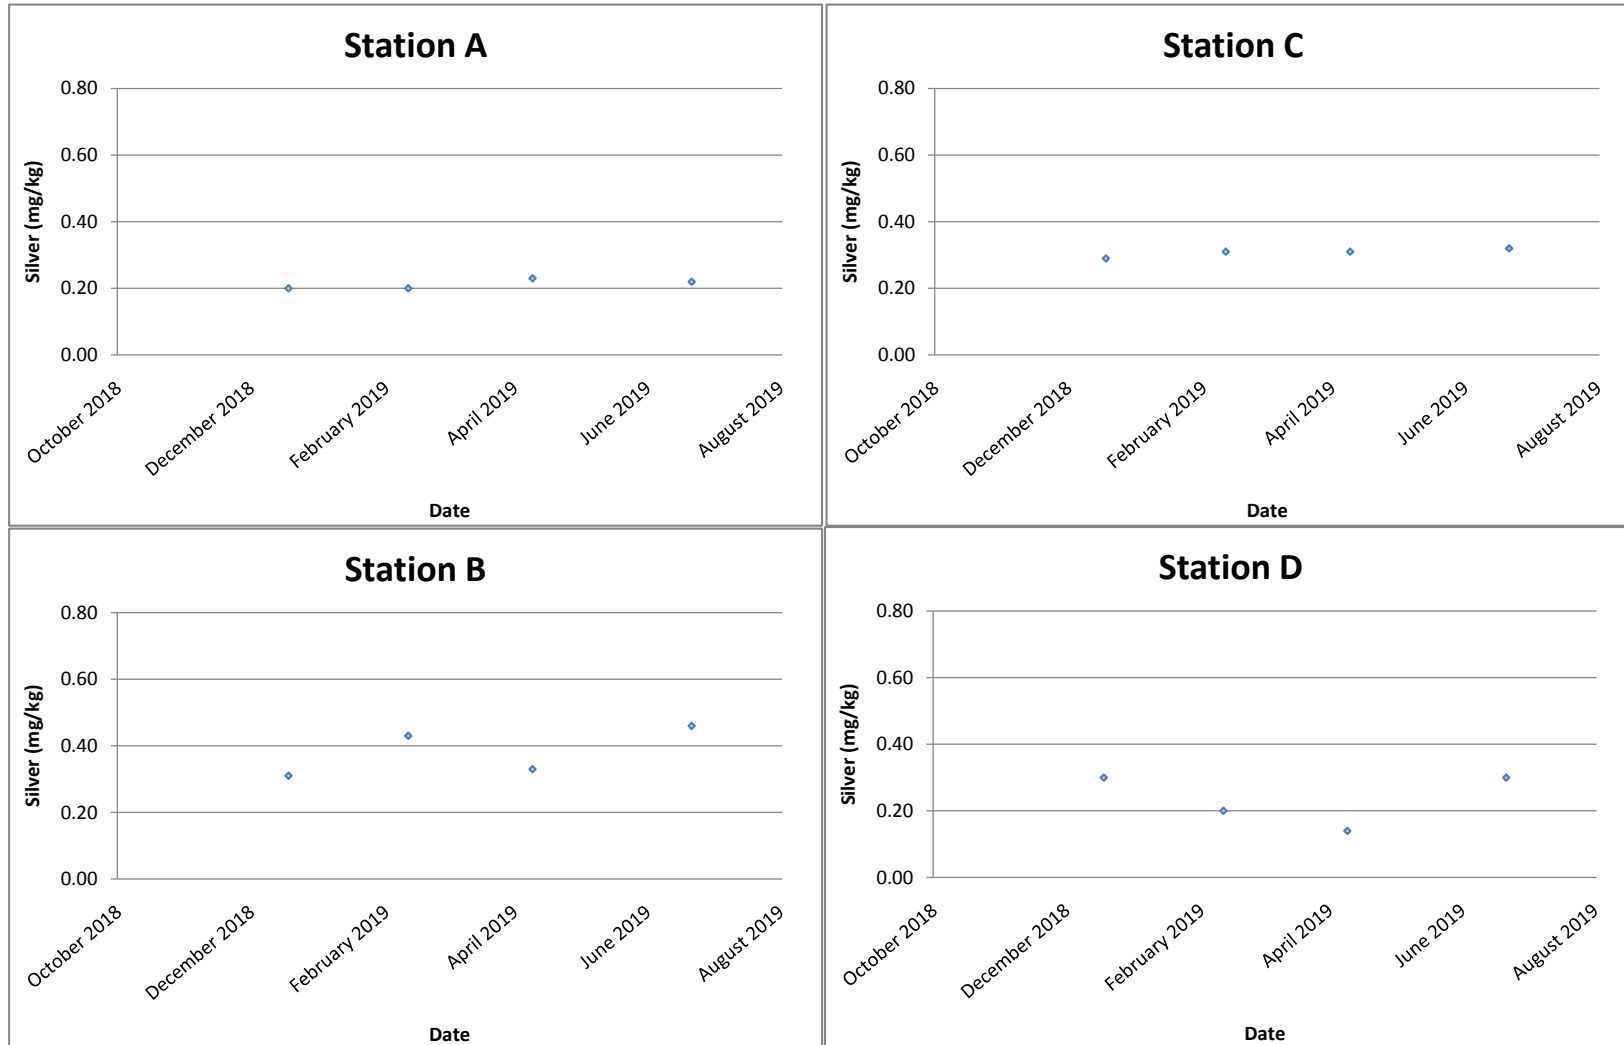 Station A
0.80
0.60
0.40
0.20
0.00
Silver (mg/kg)
October 2018
December 2018
February 2019
April 2019
June 2019
August 2019
Date
Station C
0.80
0.60
0.40
0.20
0.00
Silver (mg/kg)
October 2018
December 2018
February 2019
April 2019
June 2019
August 2019
Date
Station B
0.80
0.60
0.40
0.20
0.00
Silver (mg/kg)
October 2018
December 2018
February 2019
April 2019
June 2019
August 2019
Date
Station D
0.80
0.60
0.40
0.20
0.00
Silver (mg/kg)
October 2018
December 2018
February 2019
April 2019
June 2019
August 2019
Date